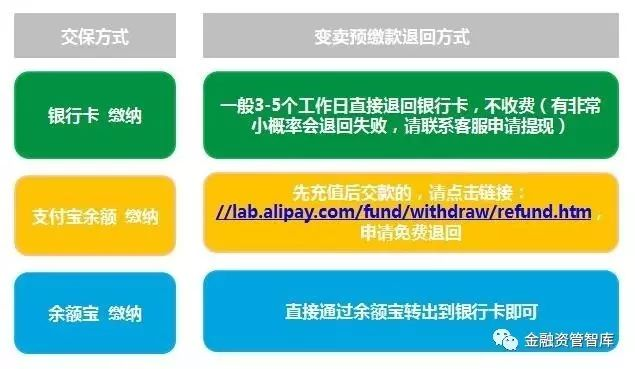 交保方式
变卖预缴款退回方式
银行卡 缴纳
一般3-5个工作日直接退回银行卡，不收费（有非常
小概率会退回失败，请联系客服申请提现）
支付宝余额 缴纳
先充值后交款的，请点击链接：
//lab.alipay.com/fund/withdraw/refund.htm，
申请免费退回
余额宝 缴纳
直接通过余额宝转出到银行卡即可
金融资管智库